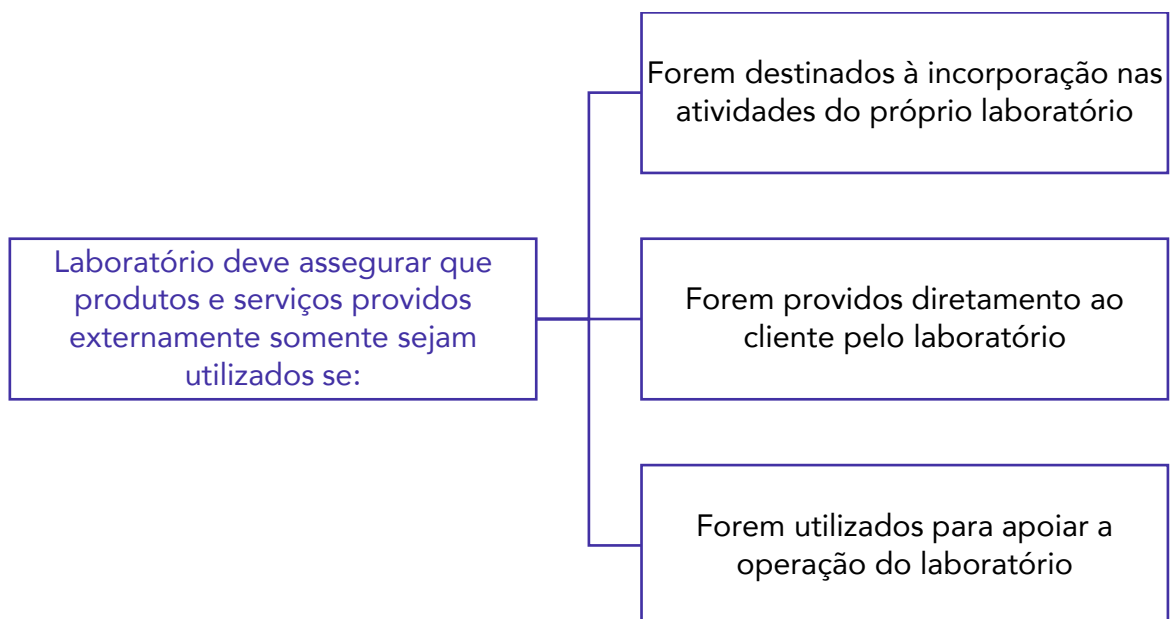 Forem destinados à incorporação nas
atividades do próprio laboratório
Laboratório deve assegurar que
produtos e serviços providos
externamente somente sejam
utilizados se:
Forem providos diretamento ao
cliente pelo laboratório
Forem utilizados para apoiar a
operação do laboratório